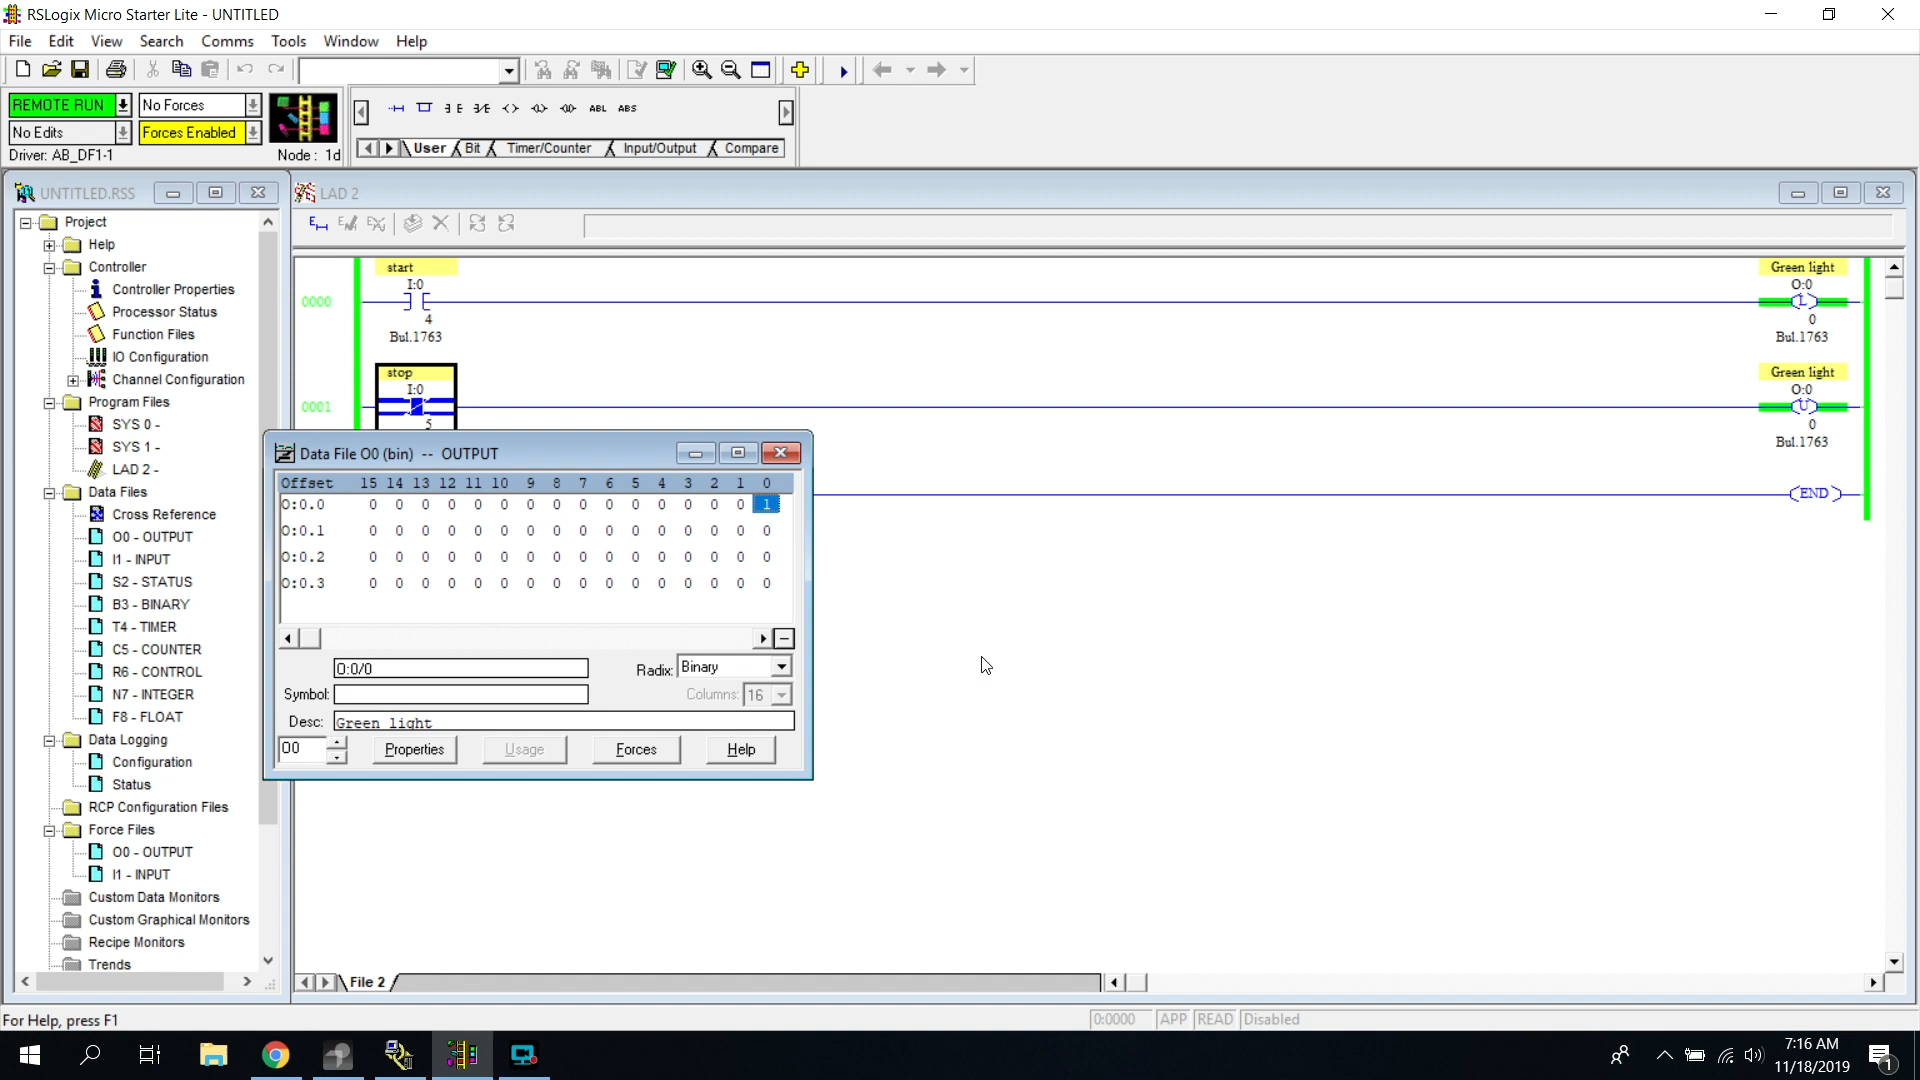 RSLogix Micro Starter Lite - UNTITLED
File Edit View Search Comms Tools Window Help
REMOTE RUN No Forces
No Edits Forces Enabled
Driver: AB_DF1-1 Node : 1d
ABL ABS
User Bit Timer/Counter Input/Output Compare
UNTITLED.RSS
Project
Help
Controller
Controller Properties
Processor Status
Function Files
IO Configuration
Channel Configuration
Program Files
SYS 0 -
SYS 1 -
LAD 2 -
Data Files
Cross Reference
O0 - OUTPUT
I1 - INPUT
S2 - STATUS
B3 - BINARY
T4 - TIMER
C5 - COUNTER
R6 - CONTROL
N7 - INTEGER
F8 - FLOAT
Data Logging
Configuration
Status
RCP Configuration Files
Force Files
O0 - OUTPUT
I1 - INPUT
Custom Data Monitors
Custom Graphical Monitors
Recipe Monitors
Trends
LAD 2
start Green light
I:0 O:0
0000 L
4 0
Bul.1763 Bul.1763
stop Green light
I:0 O:0
0001 U
5 0
Bul.1763
END
Data File O0 (bin) -- OUTPUT
Offset 15 14 13 12 11 10 9 8 7 6 5 4 3 2 1 0
O:0.0 0 0 0 0 0 0 0 0 0 0 0 0 0 0 0 1
O:0.1 0 0 0 0 0 0 0 0 0 0 0 0 0 0 0 0
O:0.2 0 0 0 0 0 0 0 0 0 0 0 0 0 0 0 0
O:0.3 0 0 0 0 0 0 0 0 0 0 0 0 0 0 0 0
O:0/0 Radix: Binary
Symbol: Columns: 16
Desc: Green light
O0 Properties Usage Forces Help
File 2
For Help, press F1 0:0000 APP READ Disabled
7:16 AM
11/18/2019
1